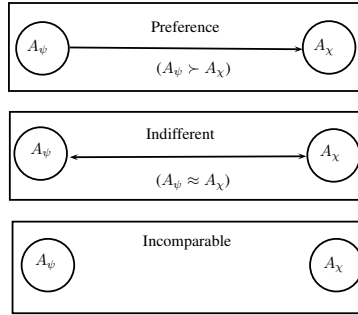 Preference
A_ψ A_χ
(A_ψ ≻ A_χ)
Indifferent
A_ψ A_χ
(A_ψ ≈ A_χ)
Incomparable
A_ψ A_χ